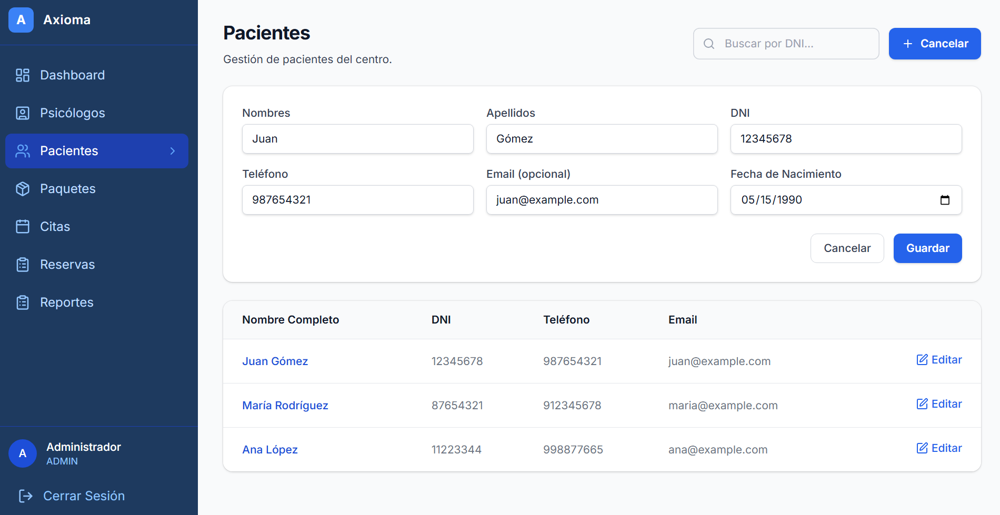 A Axioma
Dashboard
Psicólogos
Pacientes
Paquetes
Citas
Reservas
Reportes
A Administrador
ADMIN
Cerrar Sesión
Pacientes
Gestión de pacientes del centro.
Buscar por DNI...
+ Cancelar
Nombres Apellidos DNI
Juan Gómez 12345678
Teléfono Email (opcional) Fecha de Nacimiento
987654321 juan@example.com 05/15/1990
Cancelar Guardar
Nombre Completo DNI Teléfono Email
Juan Gómez 12345678 987654321 juan@example.com Editar
María Rodríguez 87654321 912345678 maria@example.com Editar
Ana López 11223344 998877665 ana@example.com Editar